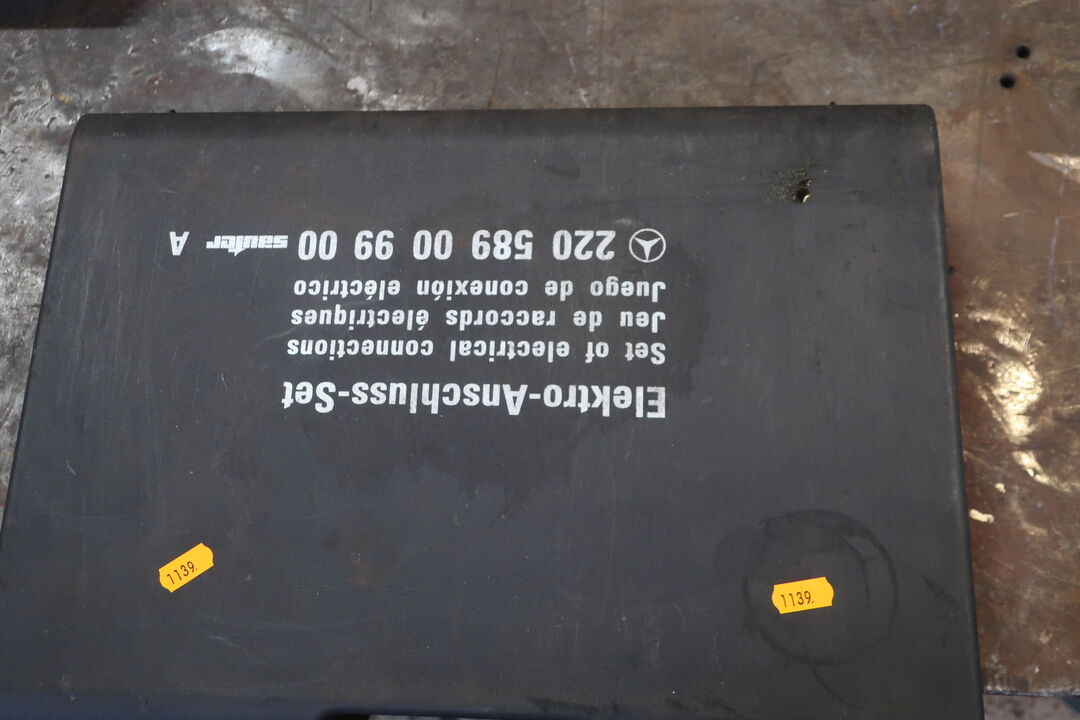 Elektro-Anschluss-Set
Set of electrical connections
Jeu de raccords électriques
Juego de conexión eléctrico
220 589 00 99 00 sauter A
1139.
1139.